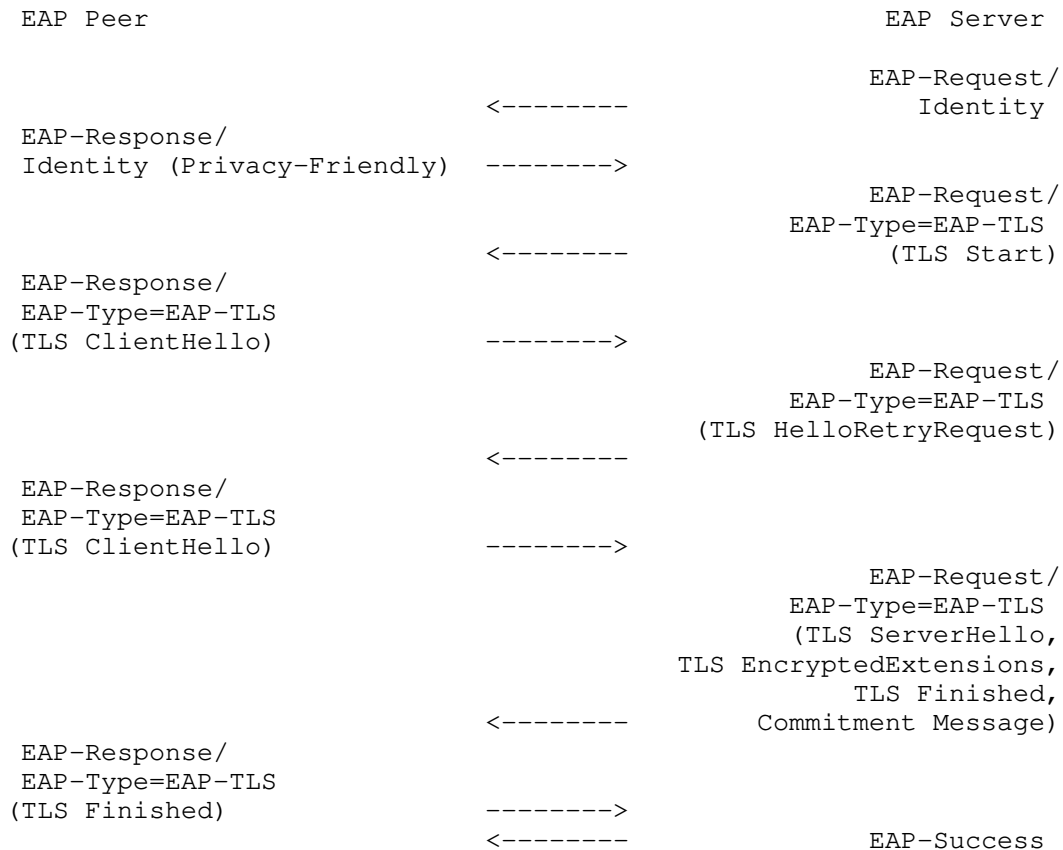 EAP Peer                                              EAP Server
EAP-Request/
<--------                  Identity
EAP-Response/
Identity (Privacy-Friendly)  -------->
EAP-Request/
EAP-Type=EAP-TLS
<--------                (TLS Start)
EAP-Response/
EAP-Type=EAP-TLS
(TLS ClientHello)             -------->
EAP-Request/
EAP-Type=EAP-TLS
(TLS HelloRetryRequest)
<--------
EAP-Response/
EAP-Type=EAP-TLS
(TLS ClientHello)             -------->
EAP-Request/
EAP-Type=EAP-TLS
(TLS ServerHello,
TLS EncryptedExtensions,
TLS Finished,
<--------        Commitment Message)
EAP-Response/
EAP-Type=EAP-TLS
(TLS Finished)                -------->
<--------             EAP-Success